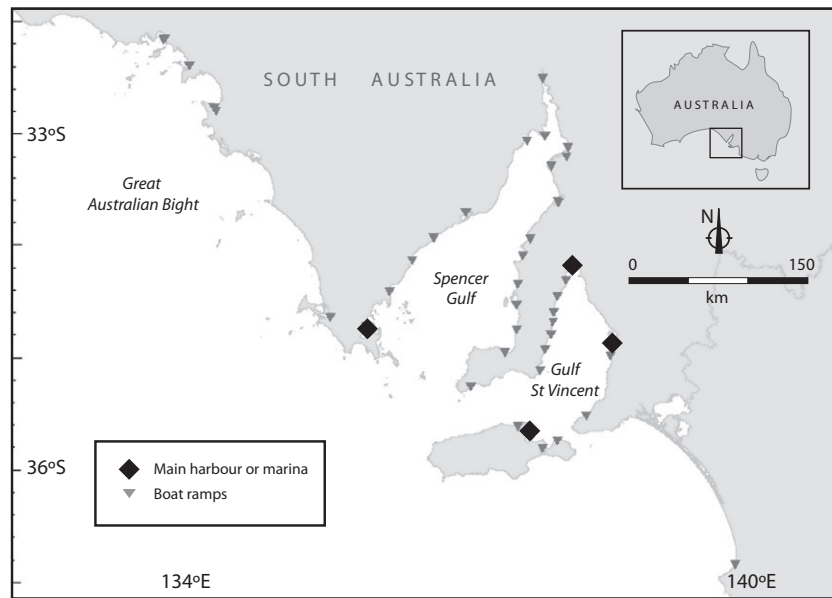 SOUTH AUSTRALIA
AUSTRALIA
33ºS
Great
Australian Bight
N
0 150
km
Spencer
Gulf
Gulf
St Vincent
Main harbour or marina
Boat ramps
36ºS
134ºE
140ºE